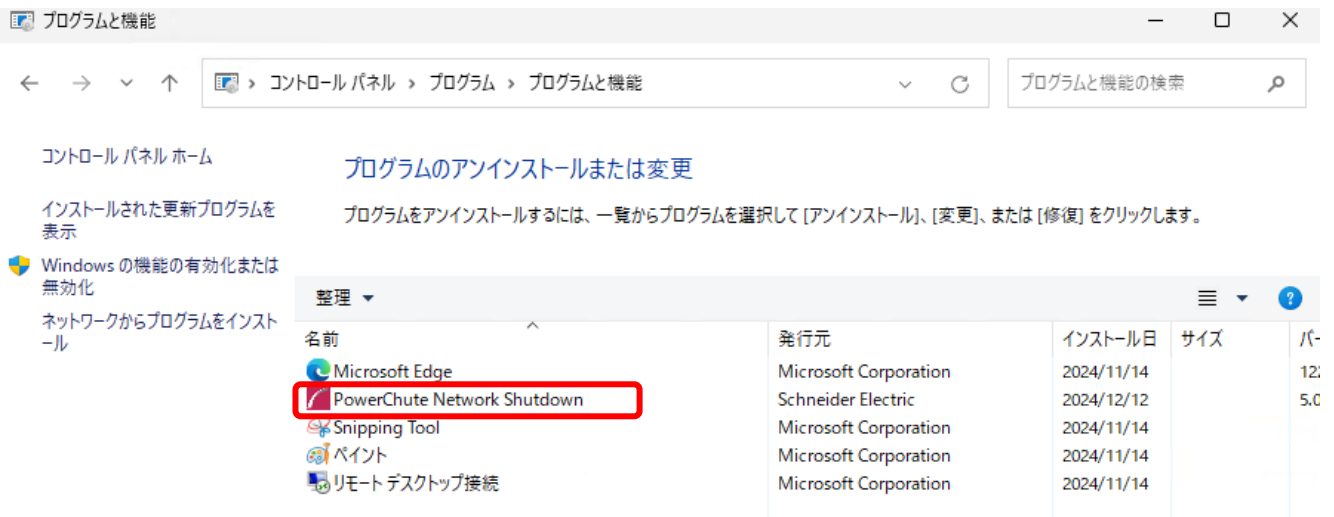 プログラムと機能
コントロール パネル › プログラム › プログラムと機能
プログラムと機能の検索
コントロール パネル ホーム
インストールされた更新プログラムを
表示
Windows の機能の有効化または
無効化
ネットワークからプログラムをインスト
ール
プログラムのアンインストールまたは変更
プログラムをアンインストールするには、一覧からプログラムを選択して [アンインストール]、[変更]、または [修復] をクリックします。
整理
名前 発行元 インストール日 サイズ バー
Microsoft Edge Microsoft Corporation 2024/11/14 122
PowerChute Network Shutdown Schneider Electric 2024/12/12 5.0
Snipping Tool Microsoft Corporation 2024/11/14
ペイント Microsoft Corporation 2024/11/14
リモート デスクトップ接続 Microsoft Corporation 2024/11/14